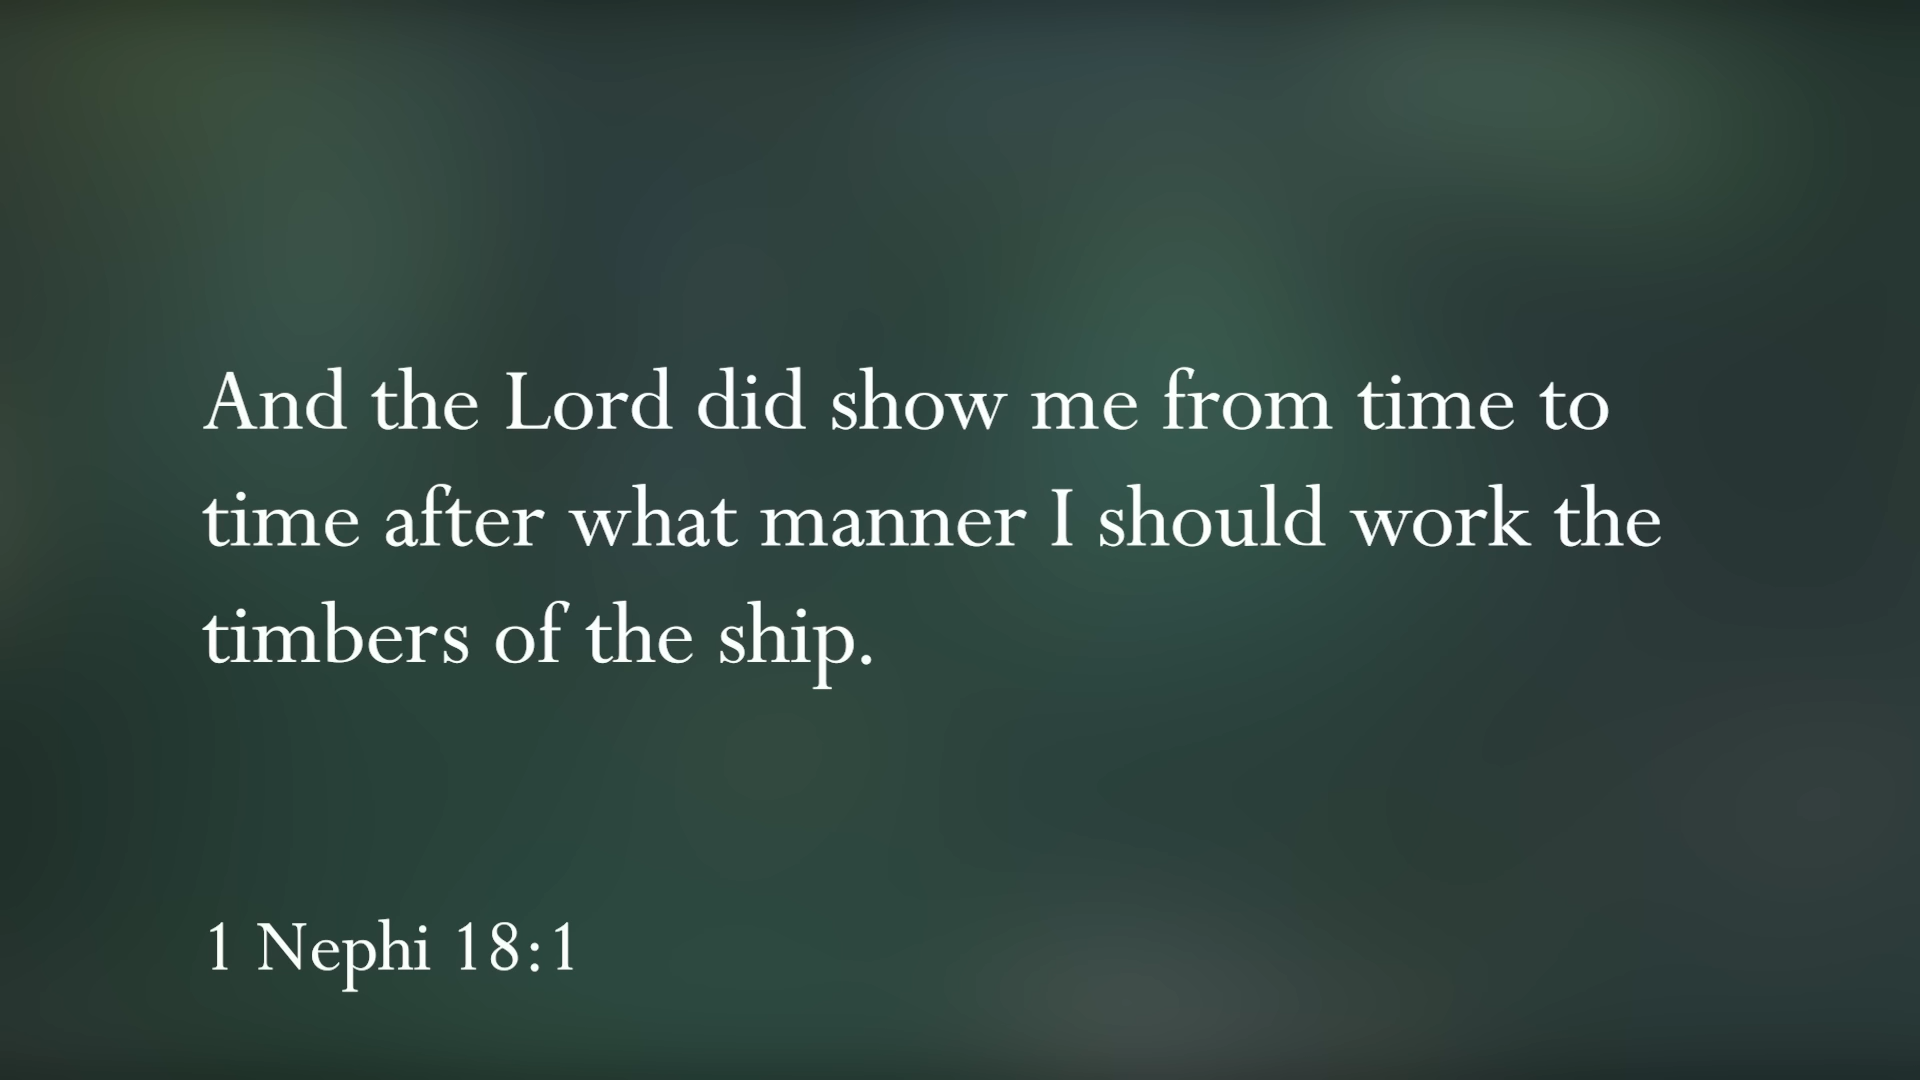 And the Lord did show me from time to
time after what manner I should work the
timbers of the ship.
1 Nephi 18:1